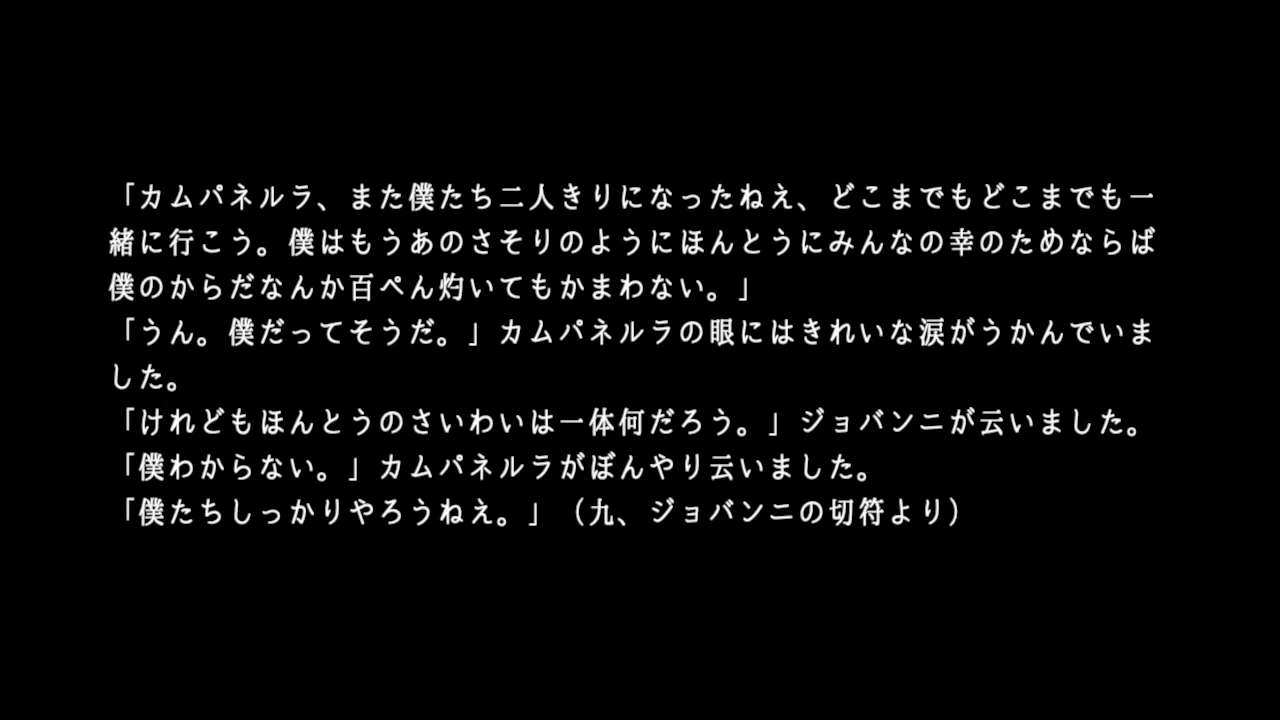 「カムパネルラ、また僕たち二人きりになったねえ、どこまでもどこまでも一
緒に行こう。僕はもうあのさそりのようにほんとうにみんなの幸のためならば
僕のからだなんか百ぺん灼いてもかまわない。」
「うん。僕だってそうだ。」カムパネルラの眼にはきれいな涙がうかんでいま
した。
「けれどもほんとうのさいわいは一体何だろう。」ジョバンニが云いました。
「僕わからない。」カムパネルラがぼんやり云いました。
「僕たちしっかりやろうねえ。」（九、ジョバンニの切符より）